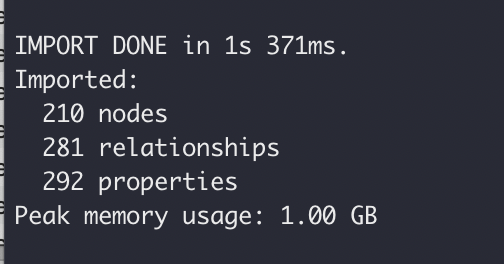 IMPORT DONE in 1s 371ms.
Imported:
  210 nodes
  281 relationships
  292 properties
Peak memory usage: 1.00 GB